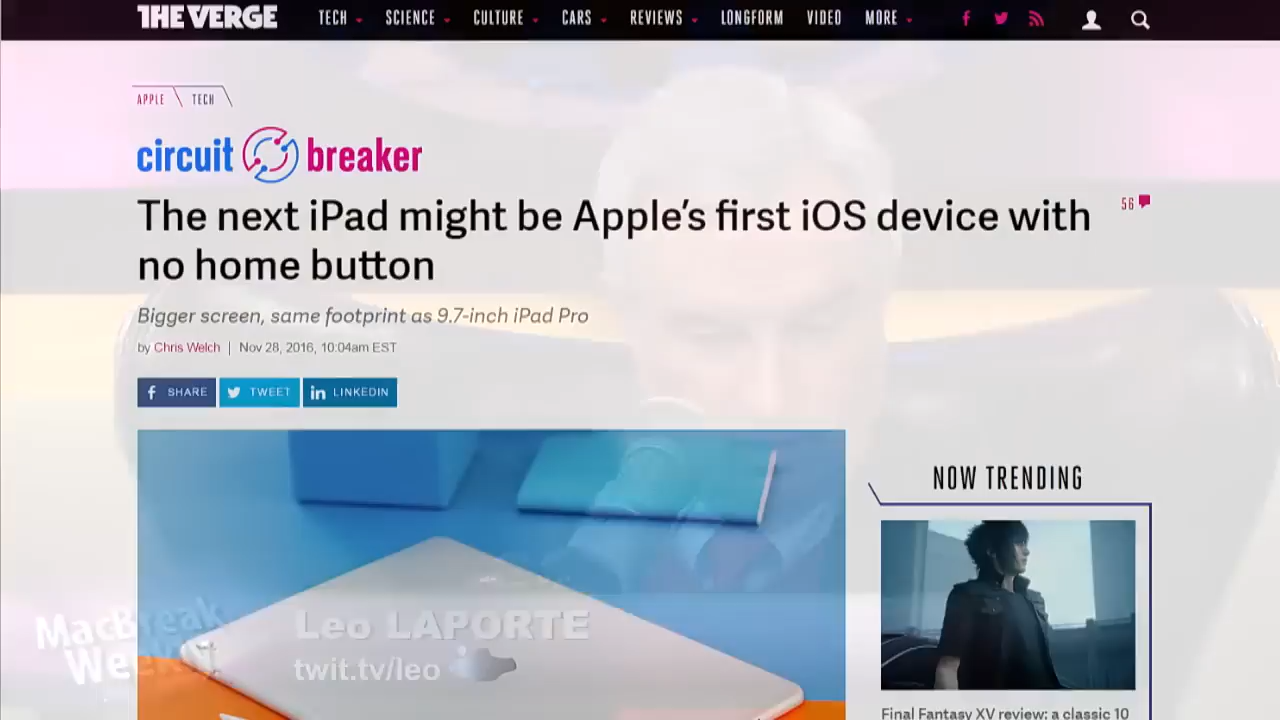 THE VERGE
TECH SCIENCE CULTURE CARS REVIEWS LONGFORM VIDEO MORE
APPLE TECH
circuit breaker
The next iPad might be Apple's first iOS device with
no home button
56
Bigger screen, same footprint as 9.7-inch iPad Pro
by Chris Welch | Nov 28, 2016, 10:04am EST
SHARE TWEET LINKEDIN
NOW TRENDING
MacBreak
Weekly
Leo LAPORTE
twit.tv/leo
Final Fantasy XV review: a classic 10